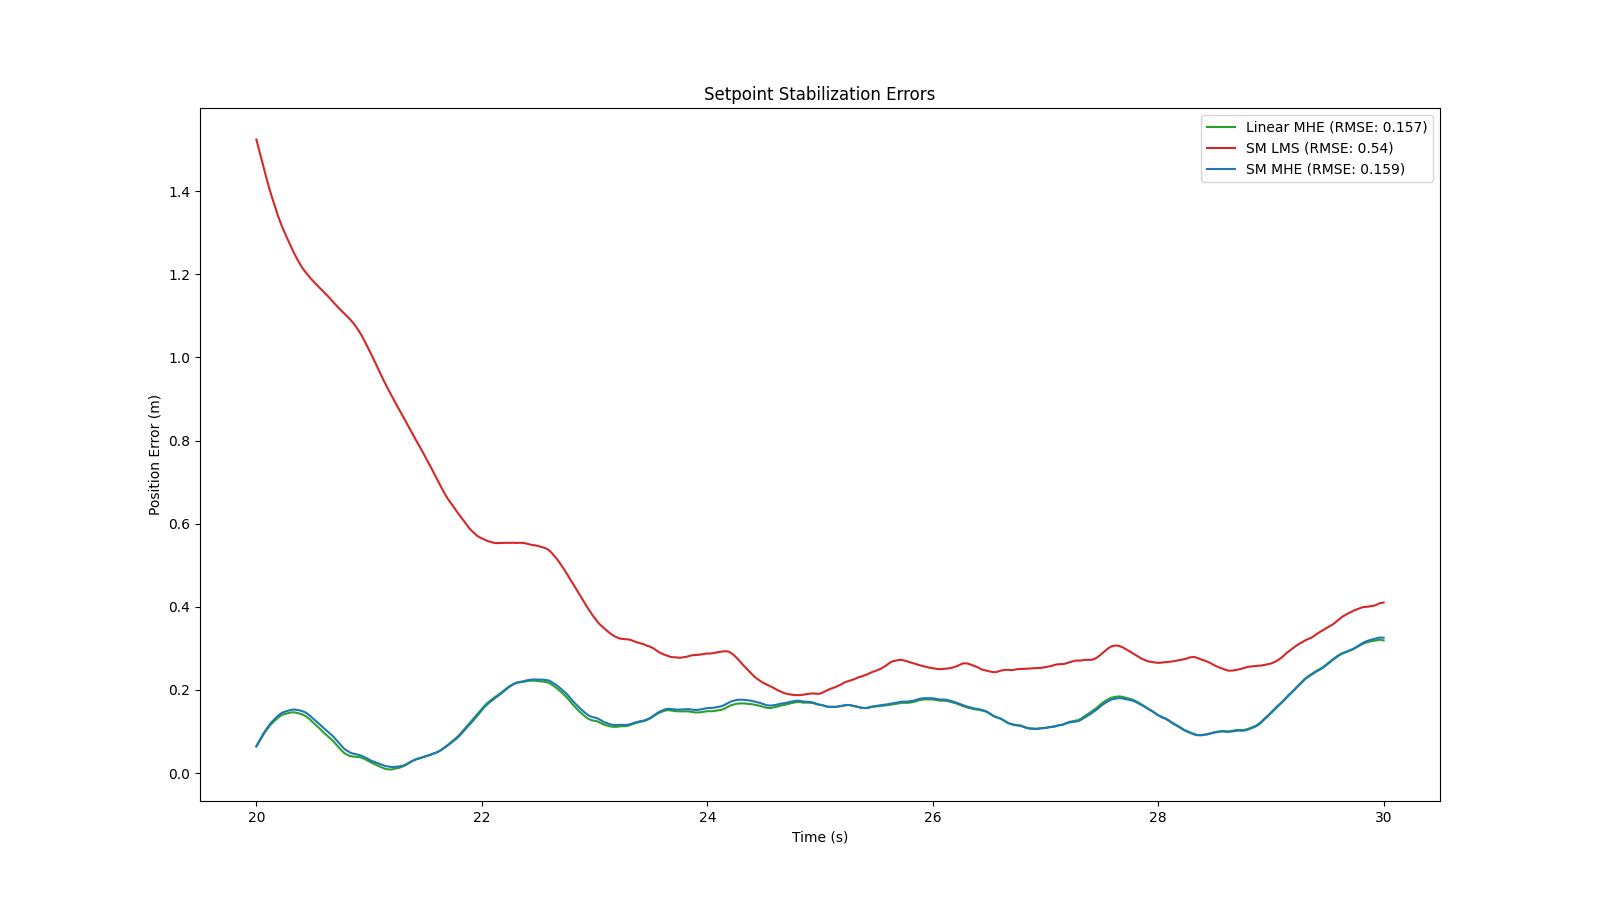 Setpoint Stabilization Errors
Linear MHE (RMSE: 0.157)
SM LMS (RMSE: 0.54)
SM MHE (RMSE: 0.159)
Position Error (m)
1.4
1.2
1.0
0.8
0.6
0.4
0.2
0.0
20 22 24 26 28 30
Time (s)